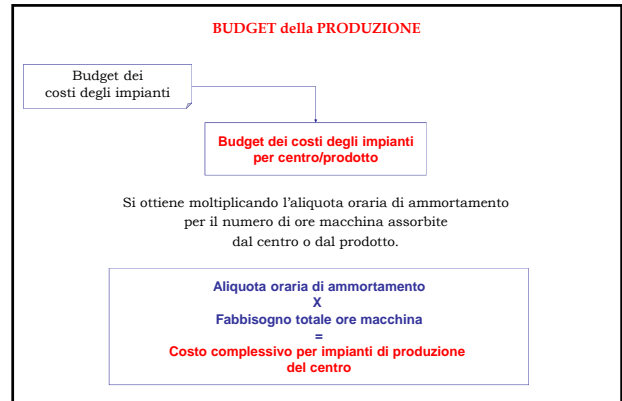 BUDGET della PRODUZIONE
Budget dei
costi degli impianti
Budget dei costi degli impianti
per centro/prodotto
Si ottiene moltiplicando l'aliquota oraria di ammortamento
per il numero di ore macchina assorbite
dal centro o dal prodotto.
Aliquota oraria di ammortamento
X
Fabbisogno totale ore macchina
=
Costo complessivo per impianti di produzione
del centro